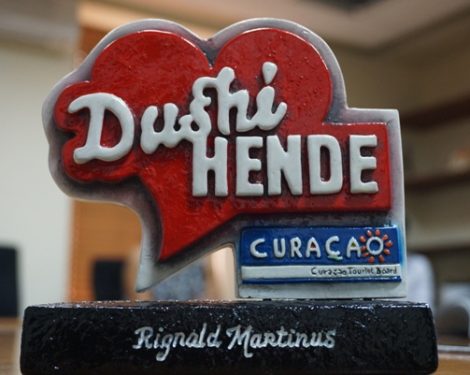 Dushi
HENDE
CURAÇAO
Curaçao Tourist Board
Rignald Martinus